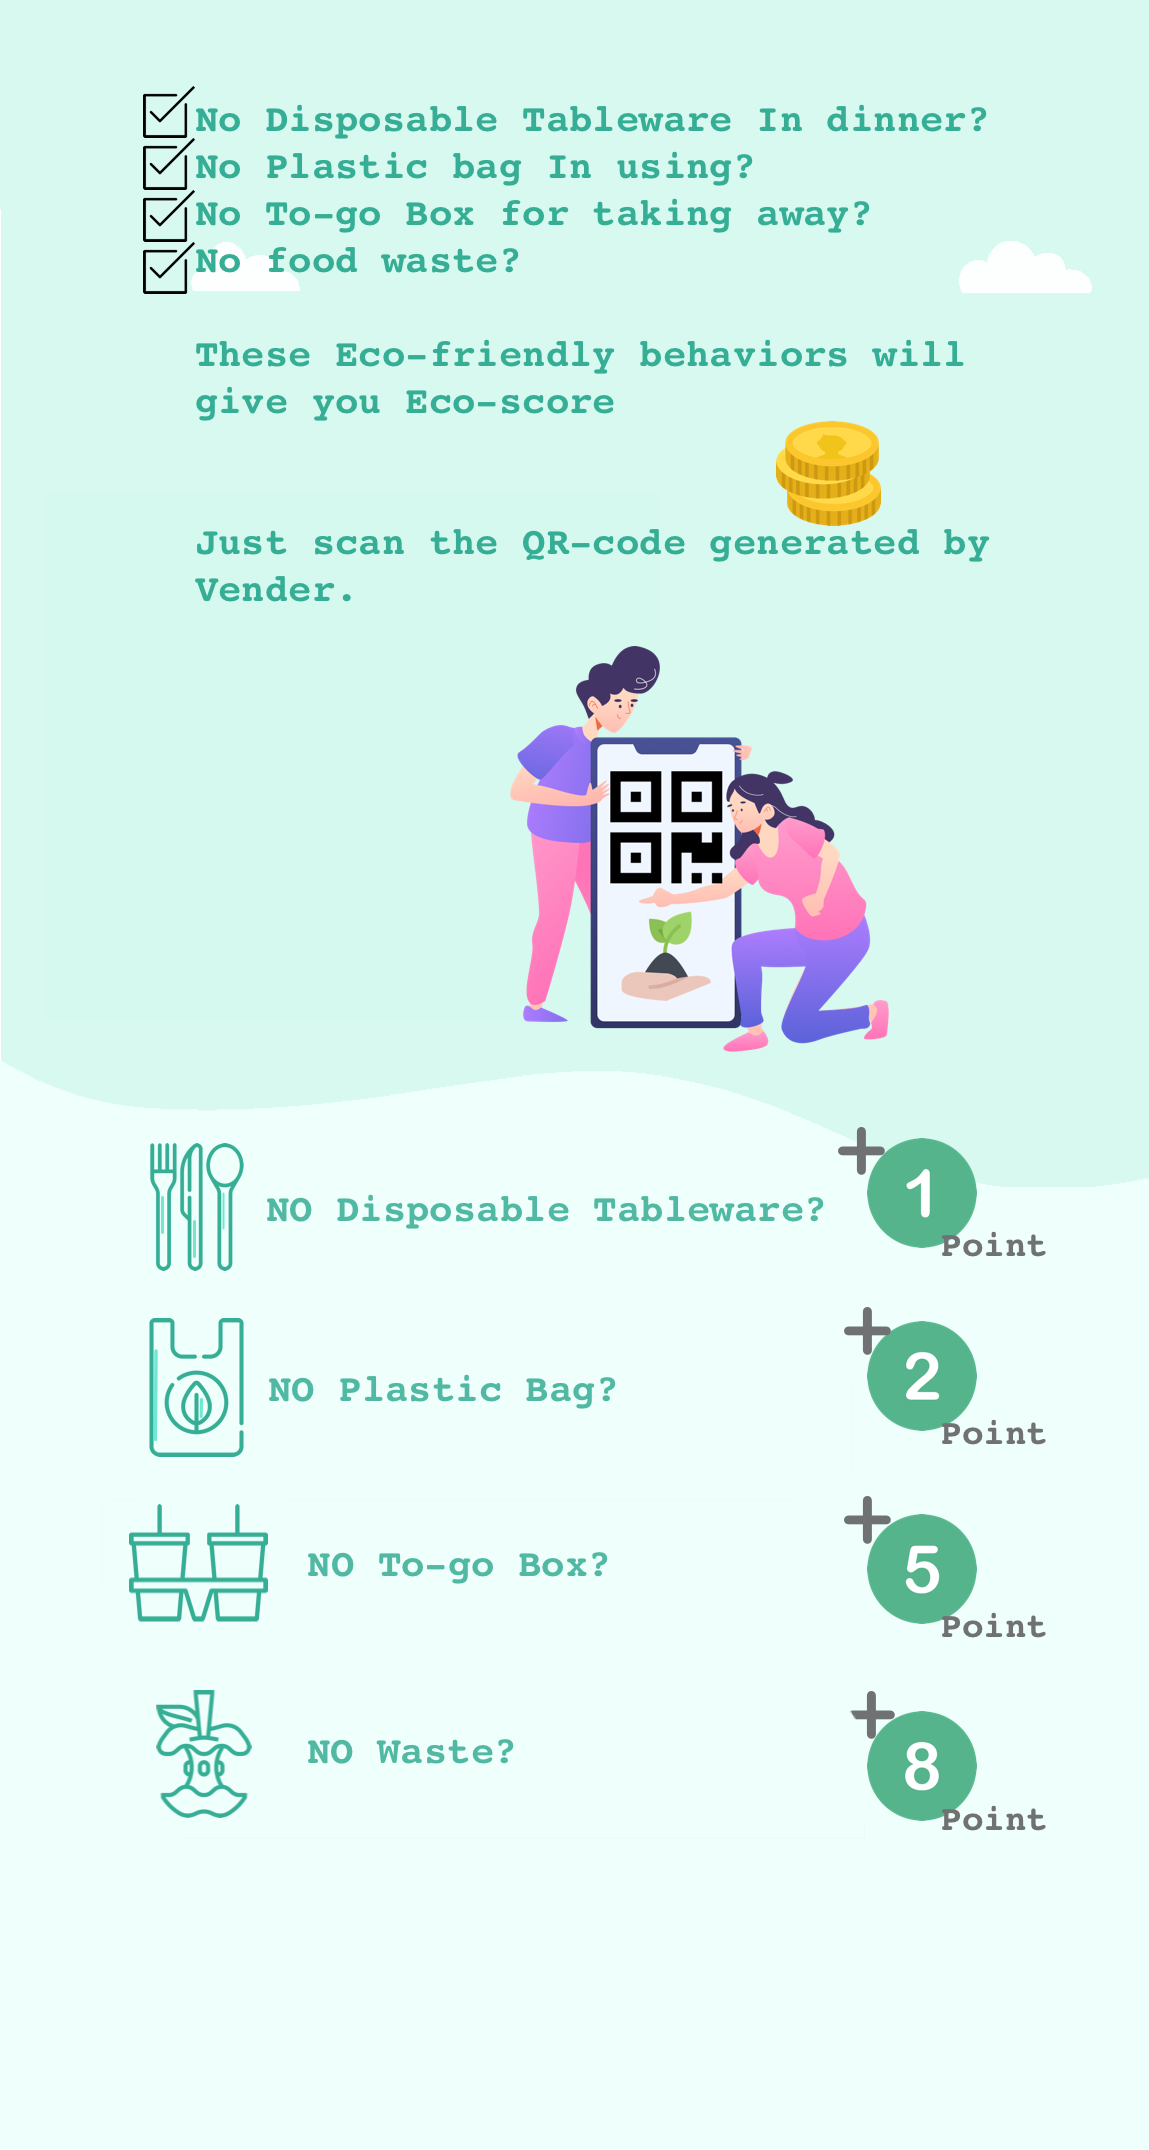 No Disposable Tableware In dinner?
No Plastic bag In using?
No To-go Box for taking away?
No food waste?
These Eco-friendly behaviors will
give you Eco-score
Just scan the QR-code generated by
Vender.
NO Disposable Tableware?
+ 1
Point
NO Plastic Bag?
+ 2
Point
NO To-go Box?
+ 5
Point
NO Waste?
+ 8
Point